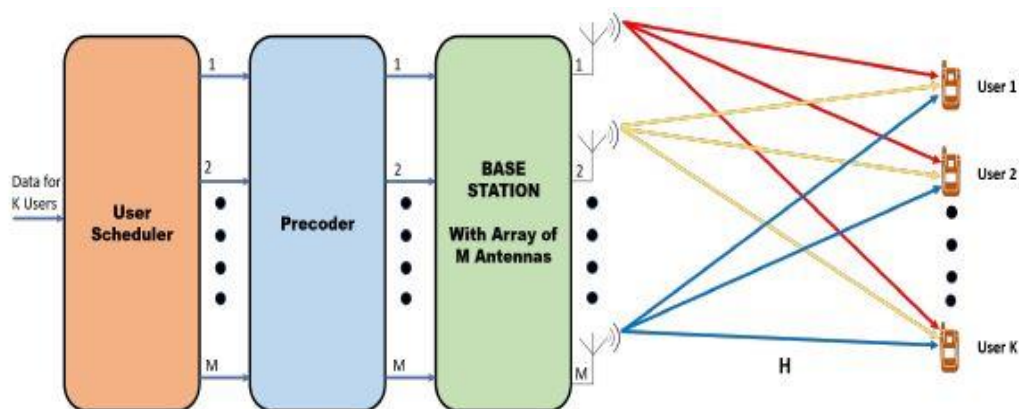 Data for
K Users
User
Scheduler
1
2
M
Precoder
1
2
M
BASE
STATION
With Array of
M Antennas
1
2
M
H
User 1
User 2
User K